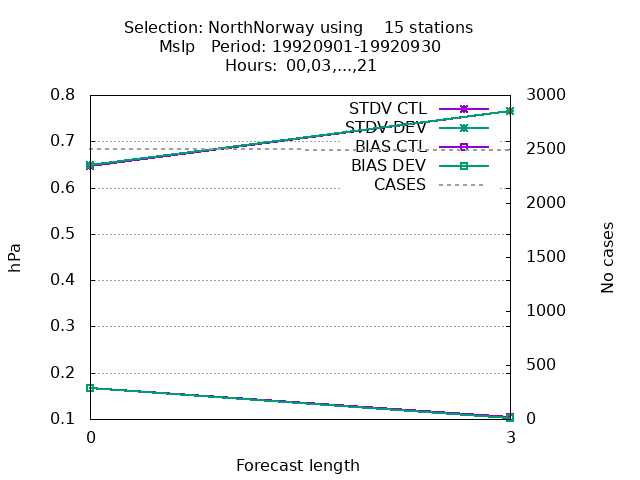 Selection: NorthNorway using    15 stations
Mslp   Period: 19920901-19920930
Hours: 00,03,...,21
STDV CTL
STDV DEV
BIAS CTL
BIAS DEV
CASES
0.8
0.7
0.6
0.5
0.4
0.3
0.2
0.1
3000
2500
2000
1500
1000
500
0
hPa
No cases
0
3
Forecast length